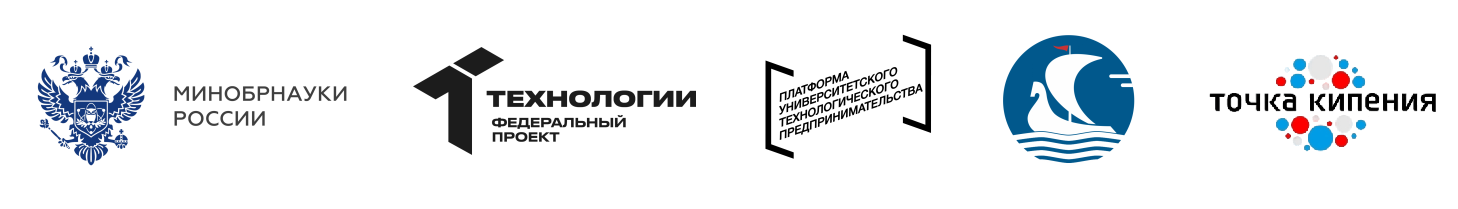 МИНОБРНАУКИ
РОССИИ
ТЕХНОЛОГИИ
ФЕДЕРАЛЬНЫЙ
ПРОЕКТ
ПЛАТФОРМА
УНИВЕРСИТЕТСКОГО
ТЕХНОЛОГИЧЕСКОГО
ПРЕДПРИНИМАТЕЛЬСТВА
точка кипения